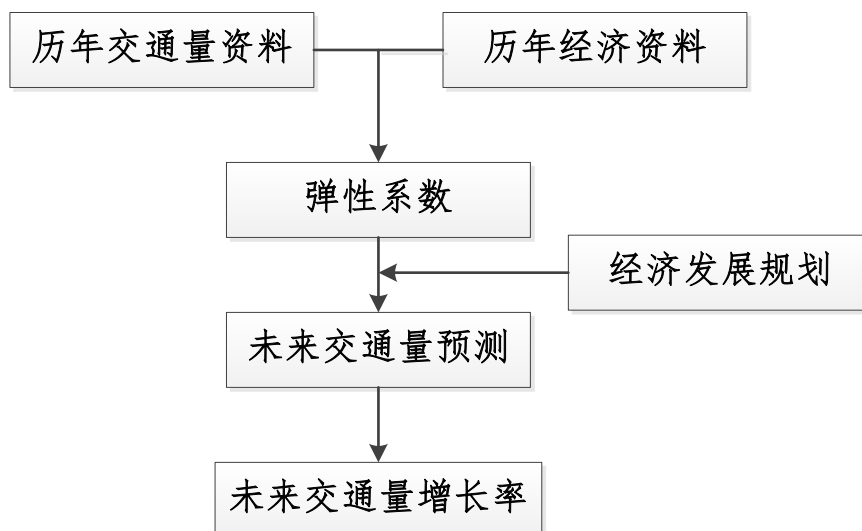 历年交通量资料
历年经济资料
弹性系数
经济发展规划
未来交通量预测
未来交通量增长率